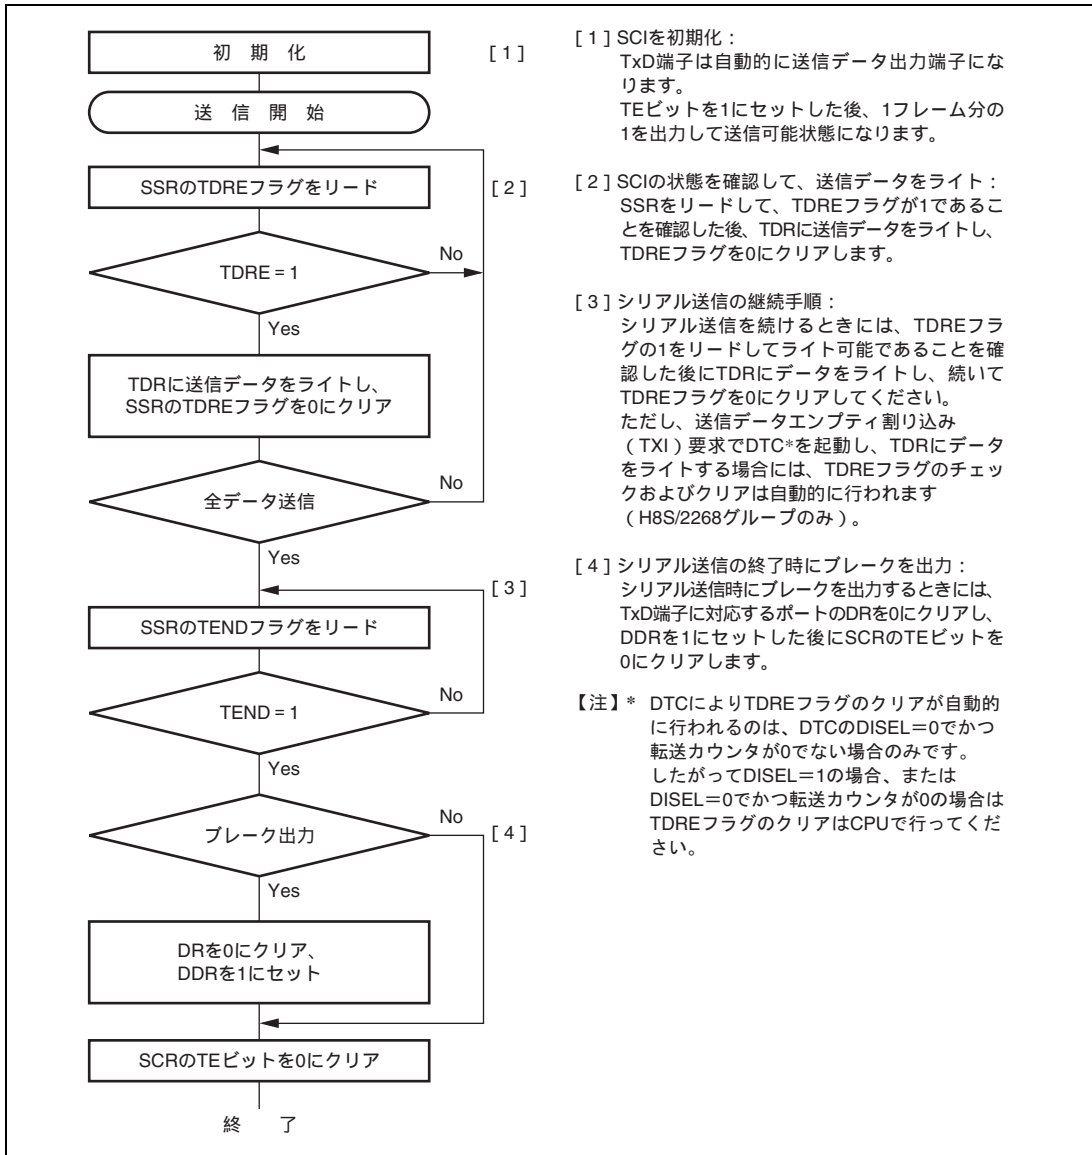 初 期 化
[ 1 ]
送 信 開 始
SSRのTDREフラグをリード
[ 2 ]
TDRE = 1
No
Yes
TDRに送信データをライトし、
SSRのTDREフラグを0にクリア
全データ送信
No
Yes
[ 3 ]
SSRのTENDフラグをリード
TEND = 1
No
Yes
ブレーク出力
No
[ 4 ]
Yes
DRを0にクリア、
DDRを1にセット
SCRのTEビットを0にクリア
終 了
[ 1 ] SCIを初期化：
TxD端子は自動的に送信データ出力端子にな
ります。
TEビットを1にセットした後、1フレーム分の
1を出力して送信可能状態になります。
[ 2 ] SCIの状態を確認して、送信データをライト：
SSRをリードして、TDREフラグが1であるこ
とを確認した後、TDRに送信データをライトし、
TDREフラグを0にクリアします。
[ 3 ] シリアル送信の継続手順：
シリアル送信を続けるときには、TDREフラ
グの1をリードしてライト可能であることを確
認した後にTDRにデータをライトし、続いて
TDREフラグを0にクリアしてください。
ただし、送信データエンプティ割り込み
（TXI）要求でDTC*を起動し、TDRにデータ
をライトする場合には、TDREフラグのチェッ
クおよびクリアは自動的に行われます
（H8S/2268グループのみ）。
[ 4 ] シリアル送信の終了時にブレークを出力：
シリアル送信時にブレークを出力するときには、
TxD端子に対応するポートのDRを0にクリアし、
DDRを1にセットした後にSCRのTEビットを
0にクリアします。
【注】* DTCによりTDREフラグのクリアが自動的
に行われるのは、DTCのDISEL＝0でかつ
転送カウンタが0でない場合のみです。
したがってDISEL＝1の場合、または
DISEL＝0でかつ転送カウンタが0の場合は
TDREフラグのクリアはCPUで行ってくだ
さい。